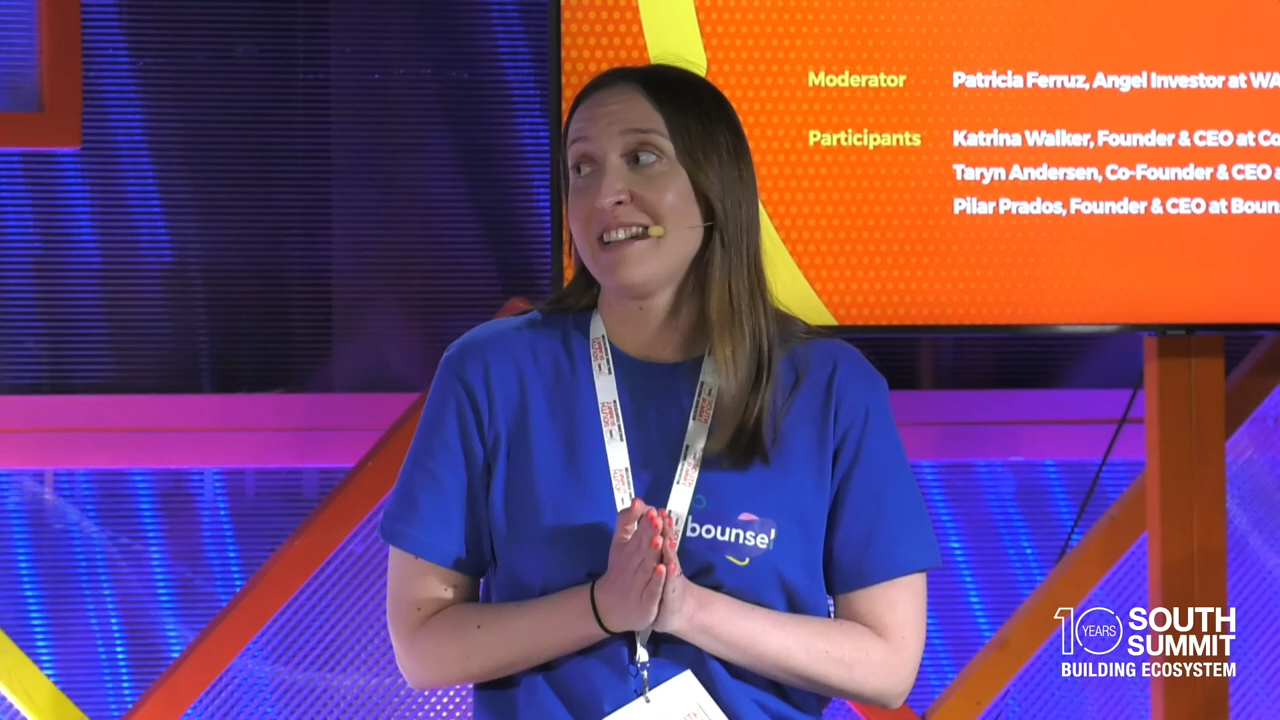 Moderator Patricia Ferruz, Angel Investor at WA
Participants Katrina Walker, Founder & CEO at Co
Taryn Andersen, Co-Founder & CEO a
Pilar Prados, Founder & CEO at Boun
bounsel
10 YEARS SOUTH SUMMIT
BUILDING ECOSYSTEM